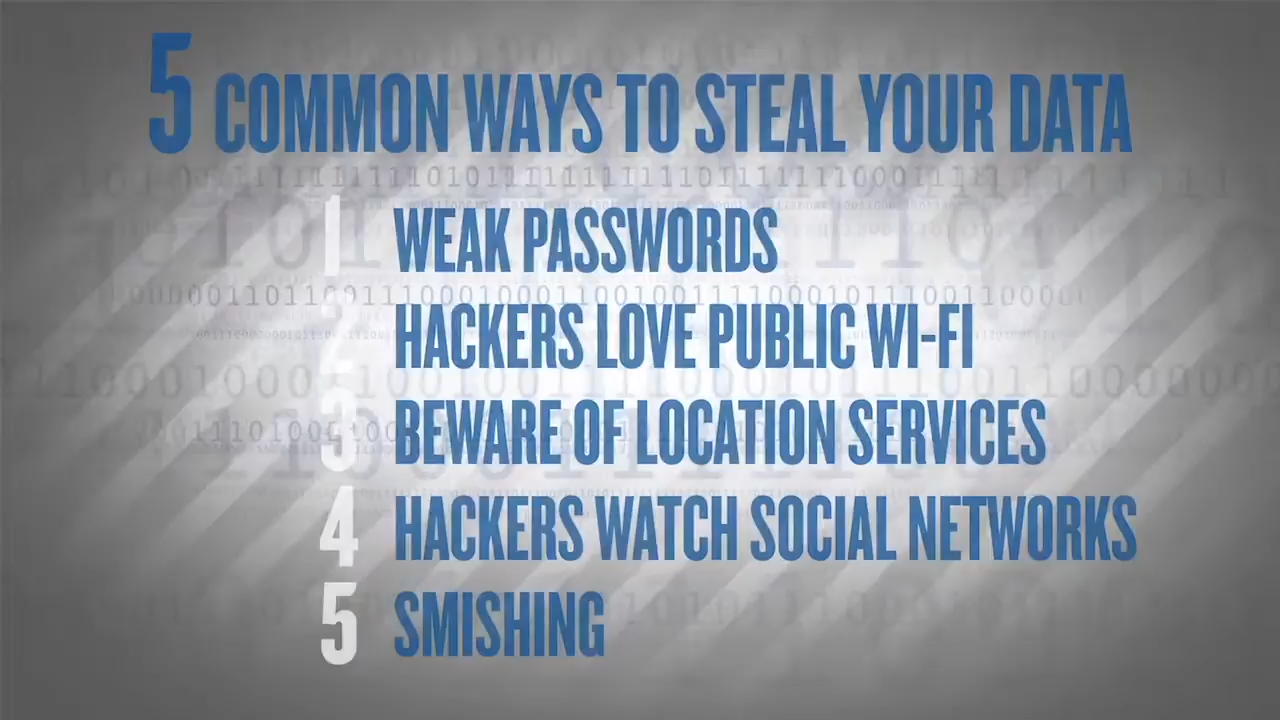 5 COMMON WAYS TO STEAL YOUR DATA
1 WEAK PASSWORDS
2 HACKERS LOVE PUBLIC WI-FI
3 BEWARE OF LOCATION SERVICES
4 HACKERS WATCH SOCIAL NETWORKS
5 SMISHING